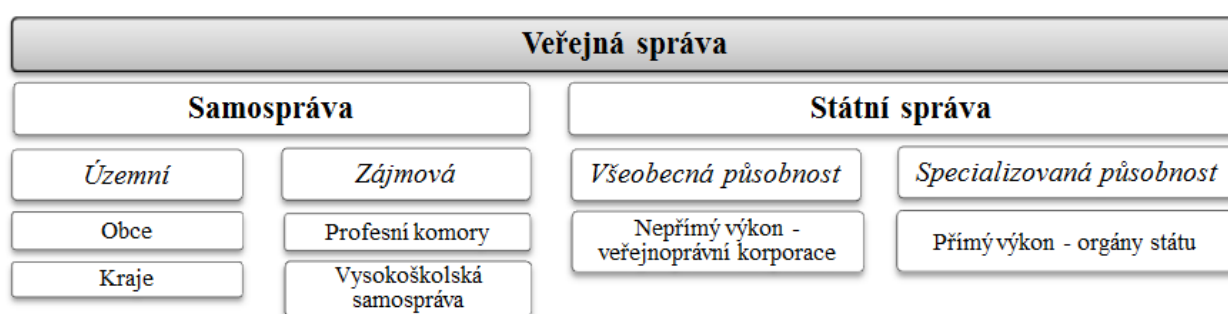 Veřejná správa
Samospráva
Státní správa
Územní
Zájmová
Všeobecná působnost
Specializovaná působnost
Obce
Profesní komory
Nepřímý výkon -
veřejnoprávní korporace
Přímý výkon - orgány státu
Kraje
Vysokoškolská
samospráva